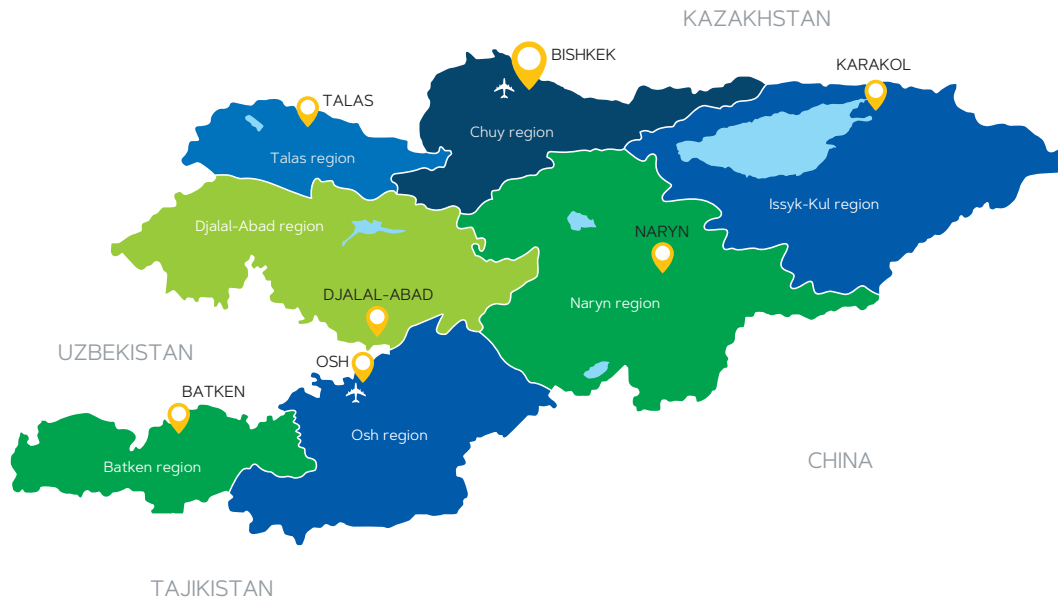 KAZAKHSTAN
BISHKEK
KARAKOL
TALAS
Chuy region
Talas region
Issyk-Kul region
Djalal-Abad region
NARYN
DJALAL-ABAD
Naryn region
UZBEKISTAN
OSH
BATKEN
Osh region
Batken region
CHINA
TAJIKISTAN